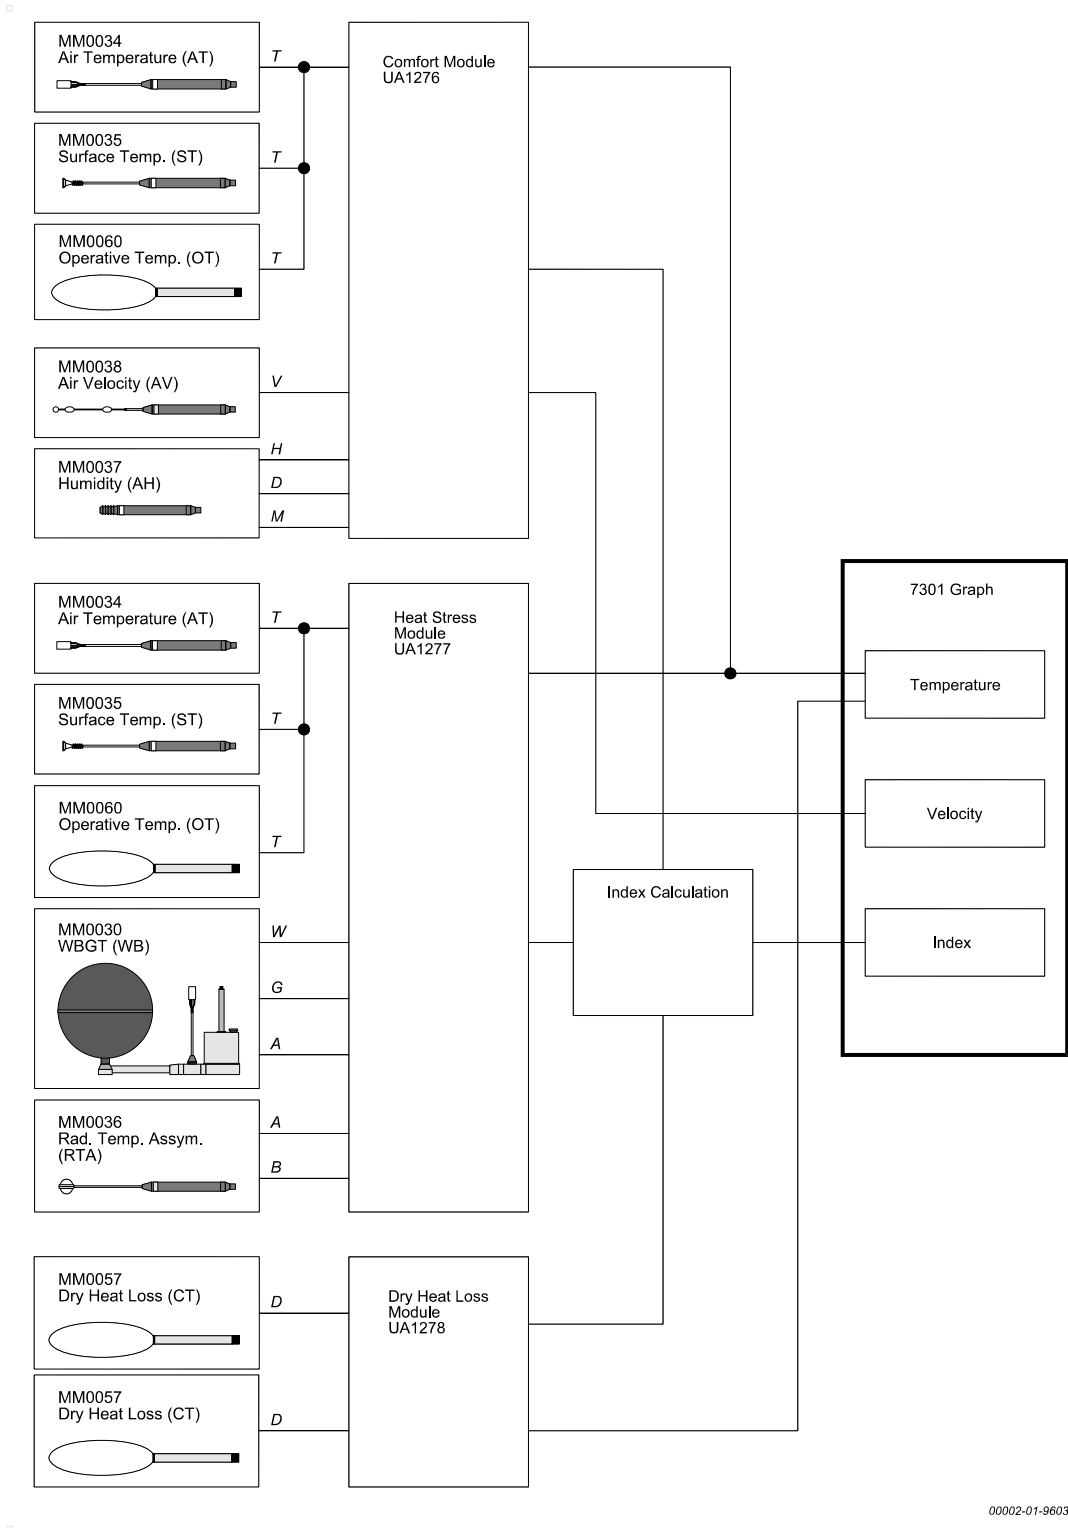 MM0034
Air Temperature (AT)
T
Comfort Module
UA1276
MM0035
Surface Temp. (ST)
T
MM0060
Operative Temp. (OT)
T
MM0038
Air Velocity (AV)
V
MM0037
Humidity (AH)
H
D
M
MM0034
Air Temperature (AT)
T
Heat Stress
Module
UA1277
MM0035
Surface Temp. (ST)
T
MM0060
Operative Temp. (OT)
T
MM0030
WBGT (WB)
W
G
A
MM0036
Rad. Temp. Assym.
(RTA)
A
B
MM0057
Dry Heat Loss (CT)
D
Dry Heat Loss
Module
UA1278
MM0057
Dry Heat Loss (CT)
D
Index Calculation
7301 Graph
Temperature
Velocity
Index
00002-01-9603